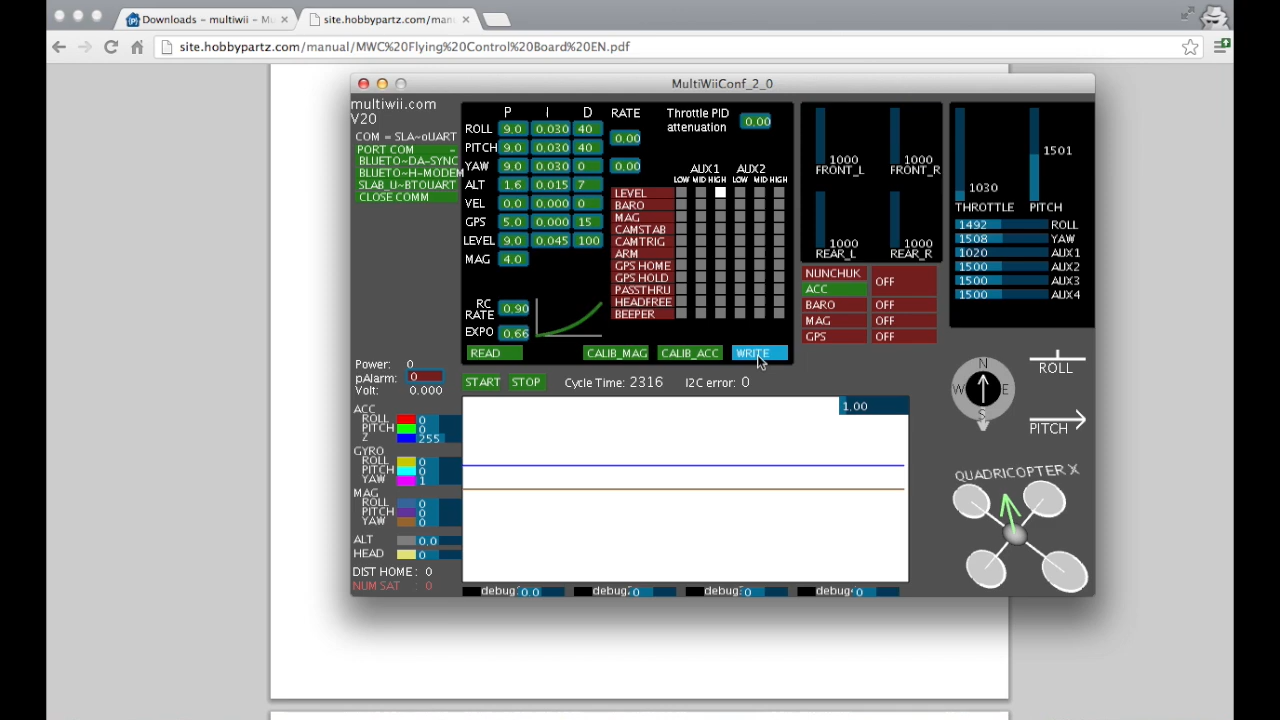 Downloads - multiwii - Mu
site.hobbypartz.com/man
site.hobbypartz.com/manual/MWC%20Flying%20Control%20Board%20EN.pdf
MultiWiiConf_2_0
multiwii.com
V20
COM = SLA~oUART
PORT COM -
BLUETO~DA-SYNC
BLUETO~H-MODEM
SLAB_U~BTOUART
CLOSE COMM
P I D RATE
ROLL 9.0 0.030 40
0.00
PITCH 9.0 0.030 40
YAW 9.0 0.030 0 0.00
ALT 1.6 0.015 7
VEL 0.0 0.000 0
GPS 5.0 0.000 15
LEVEL 9.0 0.045 100
MAG 4.0
Throttle PID
attenuation
0.00
AUX1 AUX2
LOW MID HIGH LOW MID HIGH
LEVEL
BARO
MAG
CAMSTAB
CAMTRIG
ARM
GPS HOME
GPS HOLD
PASSTHRU
HEADFREE
BEEPER
RC
RATE 0.90
EXPO 0.66
READ CALIB_MAG CALIB_ACC WRITE
1000 1000
FRONT_L FRONT_R
1000 1000
REAR_L REAR_R
NUNCHUK
OFF
ACC
BARO OFF
MAG OFF
GPS OFF
1501
1030
THROTTLE PITCH
1492 ROLL
1508 YAW
1020 AUX1
1500 AUX2
1500 AUX3
1500 AUX4
Power: 0
pAlarm: 0
Volt: 0.000
START STOP Cycle Time: 2316 I2C error: 0
1.00
ACC
ROLL 0
PITCH 0
Z 255
GYRO
ROLL 0
PITCH 0
YAW 1
MAG
ROLL 0
PITCH 0
YAW 0
ALT 0.0
HEAD 0
DIST HOME : 0
NUM SAT : 0
debug 0.0 debug 0 debug 0 debug 0
N
W E
S
ROLL
PITCH
QUADRICOPTER X